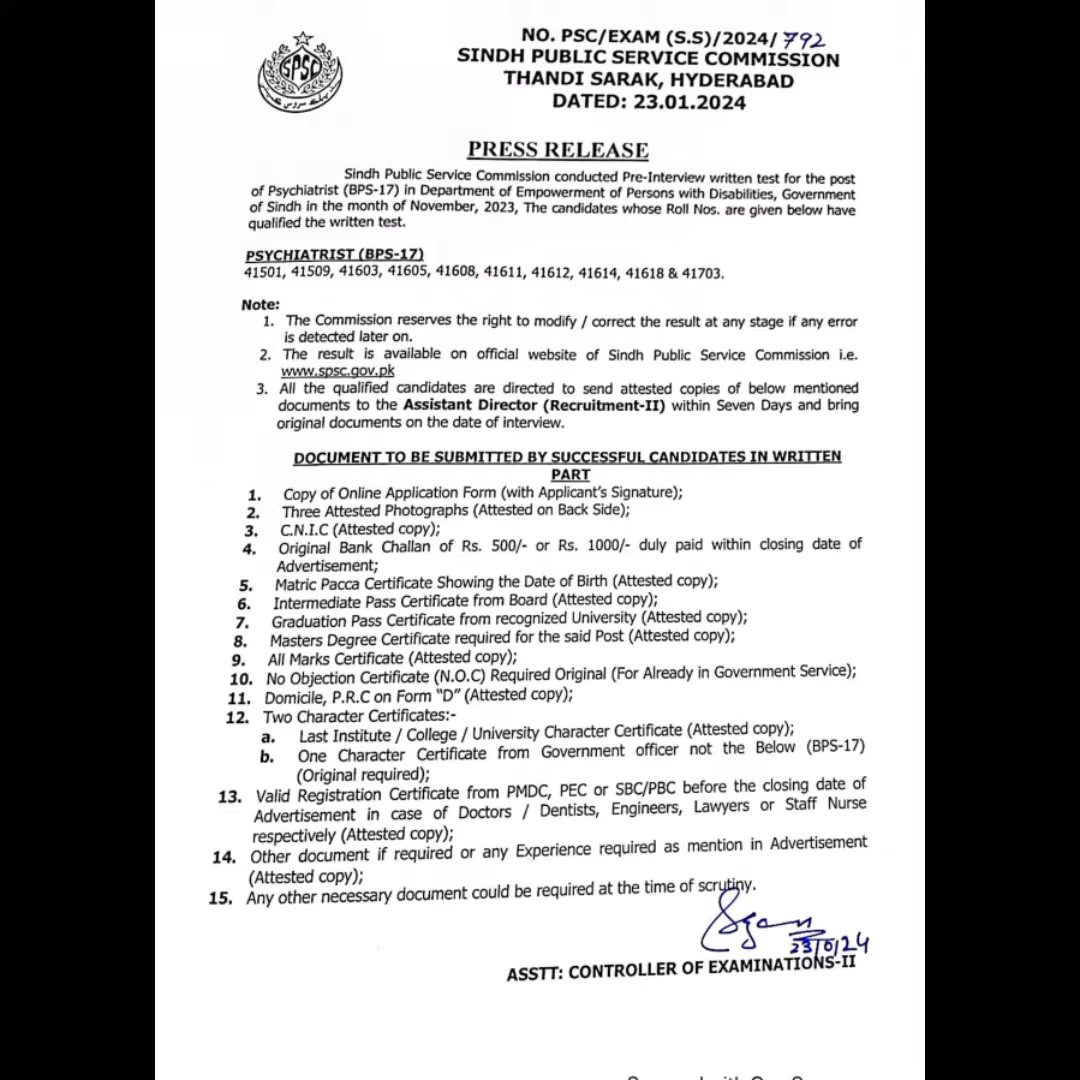 NO. PSC/EXAM (S.S)/2024/792
SINDH PUBLIC SERVICE COMMISSION
THANDI SARAK, HYDERABAD
DATED: 23.01.2024
SPSC
PRESS RELEASE
Sindh Public Service Commission conducted Pre-Interview written test for the post
of Psychiatrist (BPS-17) in Department of Empowerment of Persons with Disabilities, Government
of Sindh in the month of November, 2023, The candidates whose Roll Nos. are given below have
qualified the written test.
PSYCHIATRIST (BPS-17)
41501, 41509, 41603, 41605, 41608, 41611, 41612, 41614, 41618 & 41703.
Note:
1. The Commission reserves the right to modify / correct the result at any stage if any error
is detected later on.
2. The result is available on official website of Sindh Public Service Commission i.e.
www.spsc.gov.pk
3. All the qualified candidates are directed to send attested copies of below mentioned
documents to the Assistant Director (Recruitment-II) within Seven Days and bring
original documents on the date of interview.
DOCUMENT TO BE SUBMITTED BY SUCCESSFUL CANDIDATES IN WRITTEN
PART
1. Copy of Online Application Form (with Applicant's Signature);
2. Three Attested Photographs (Attested on Back Side);
3. C.N.I.C (Attested copy);
4. Original Bank Challan of Rs. 500/- or Rs. 1000/- duly paid within closing date of
Advertisement;
5. Matric Pacca Certificate Showing the Date of Birth (Attested copy);
6. Intermediate Pass Certificate from Board (Attested copy);
7. Graduation Pass Certificate from recognized University (Attested copy);
8. Masters Degree Certificate required for the said Post (Attested copy);
9. All Marks Certificate (Attested copy);
10. No Objection Certificate (N.O.C) Required Original (For Already in Government Service);
11. Domicile, P.R.C on Form "D" (Attested copy);
12. Two Character Certificates:-
a. Last Institute / College / University Character Certificate (Attested copy);
b. One Character Certificate from Government officer not the Below (BPS-17)
(Original required);
13. Valid Registration Certificate from PMDC, PEC or SBC/PBC before the closing date of
Advertisement in case of Doctors / Dentists, Engineers, Lawyers or Staff Nurse
respectively (Attested copy);
14. Other document if required or any Experience required as mention in Advertisement
(Attested copy);
15. Any other necessary document could be required at the time of scrutiny.
ASSTT: CONTROLLER OF EXAMINATIONS-II